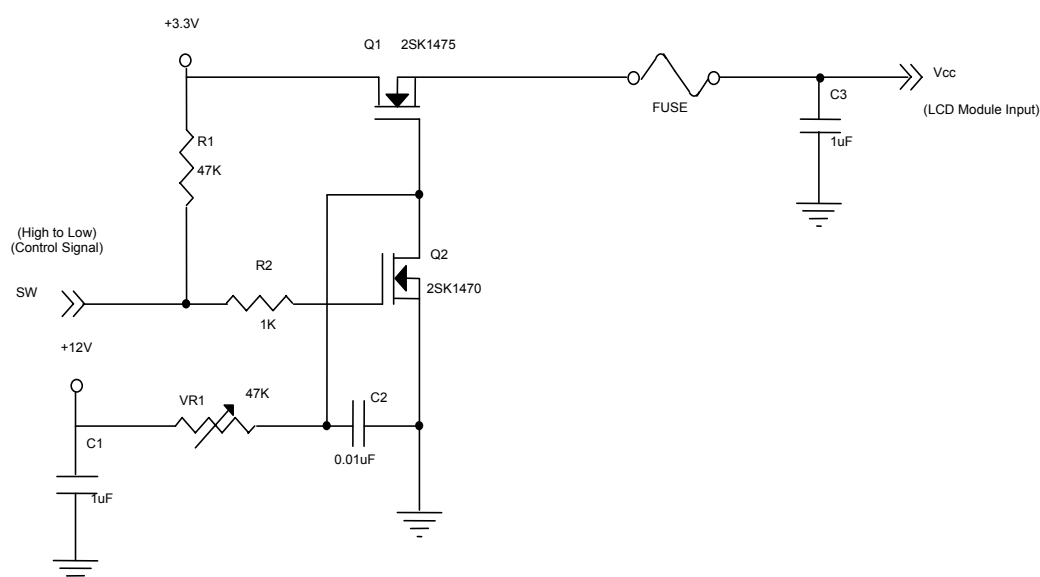 +3.3V
Q1 2SK1475
FUSE
C3
1uF
Vcc
(LCD Module Input)
R1
47K
(High to Low)
(Control Signal)
SW
R2
1K
Q2
2SK1470
+12V
VR1
47K
C1
1uF
C2
0.01uF